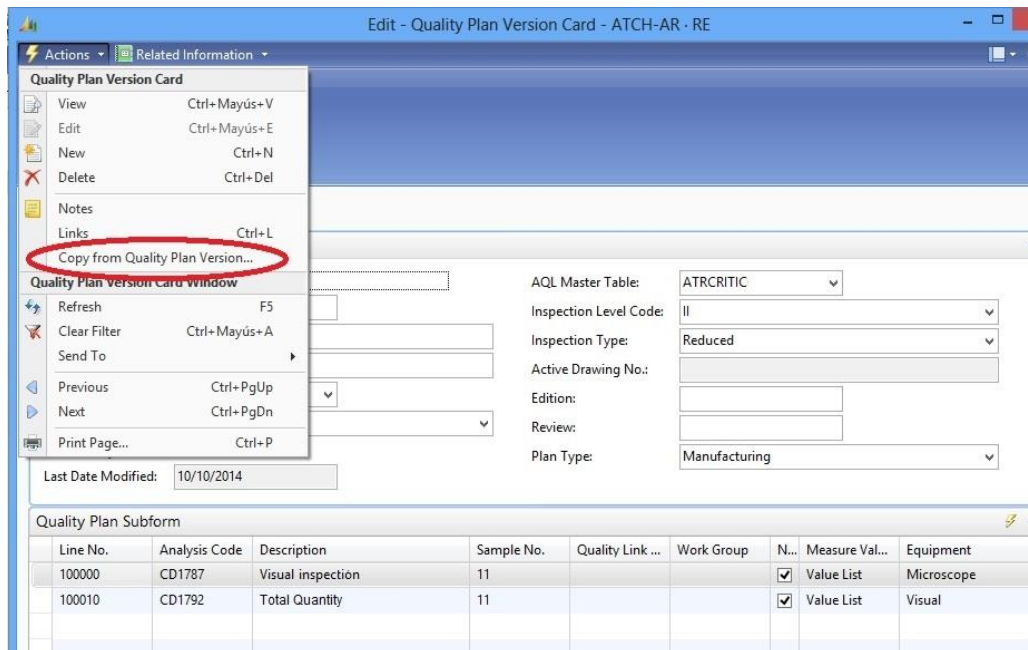 Edit - Quality Plan Version Card - ATCH-AR · RE
Actions Related Information
Quality Plan Version Card
View Ctrl+Mayús+V
Edit Ctrl+Mayús+E
New Ctrl+N
Delete Ctrl+Del
Notes
Links Ctrl+L
Copy from Quality Plan Version...
Quality Plan Version Card Window
Refresh F5
Clear Filter Ctrl+Mayús+A
Send To
Previous Ctrl+PgUp
Next Ctrl+PgDn
Print Page... Ctrl+P
AQL Master Table: ATRCRITIC
Inspection Level Code: II
Inspection Type: Reduced
Active Drawing No.:
Edition:
Review:
Plan Type: Manufacturing
Last Date Modified: 10/10/2014
Quality Plan Subform
Line No. Analysis Code Description Sample No. Quality Link ... Work Group N... Measure Val... Equipment
100000 CD1787 Visual inspectión 11 Value List Microscope
100010 CD1792 Total Quantity 11 Value List Visual